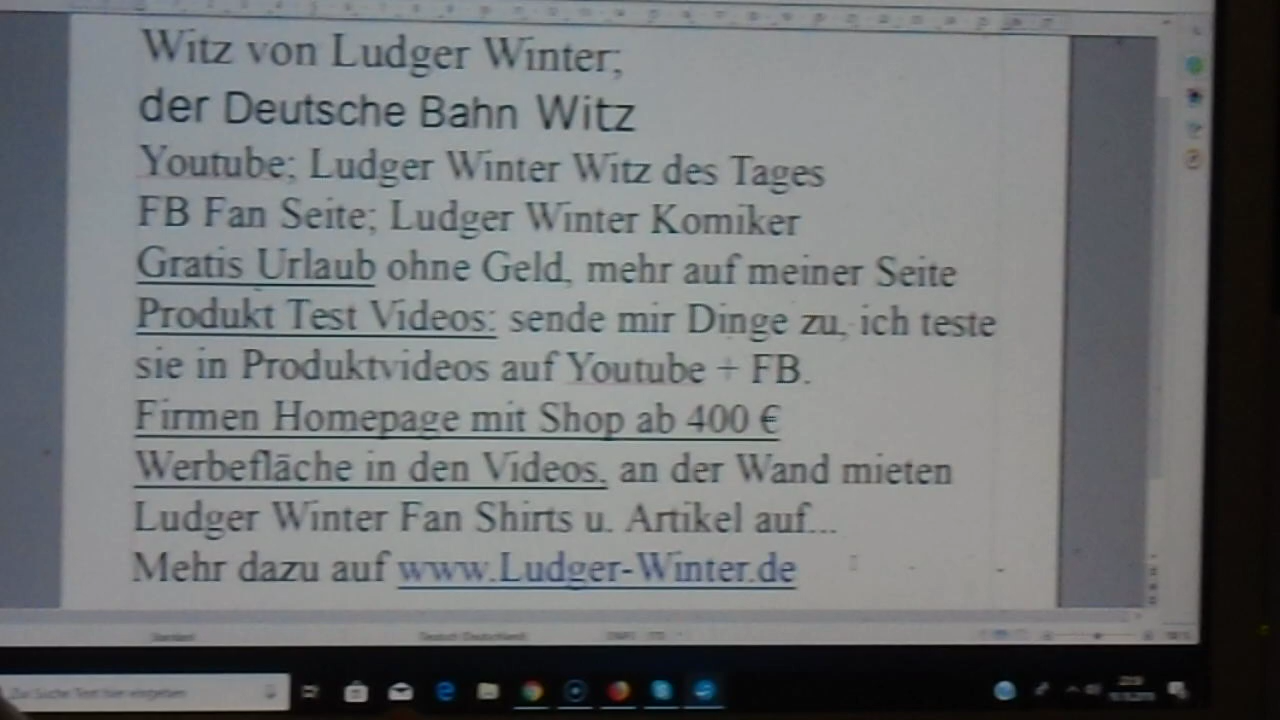 Witz von Ludger Winter;
der Deutsche Bahn Witz
Youtube; Ludger Winter Witz des Tages
FB Fan Seite; Ludger Winter Komiker
Gratis Urlaub ohne Geld, mehr auf meiner Seite
Produkt Test Videos: sende mir Dinge zu, ich teste
sie in Produktvideos auf Youtube + FB.
Firmen Homepage mit Shop ab 400 €
Werbefläche in den Videos, an der Wand mieten
Ludger Winter Fan Shirts u. Artikel auf...
Mehr dazu auf www.Ludger-Winter.de